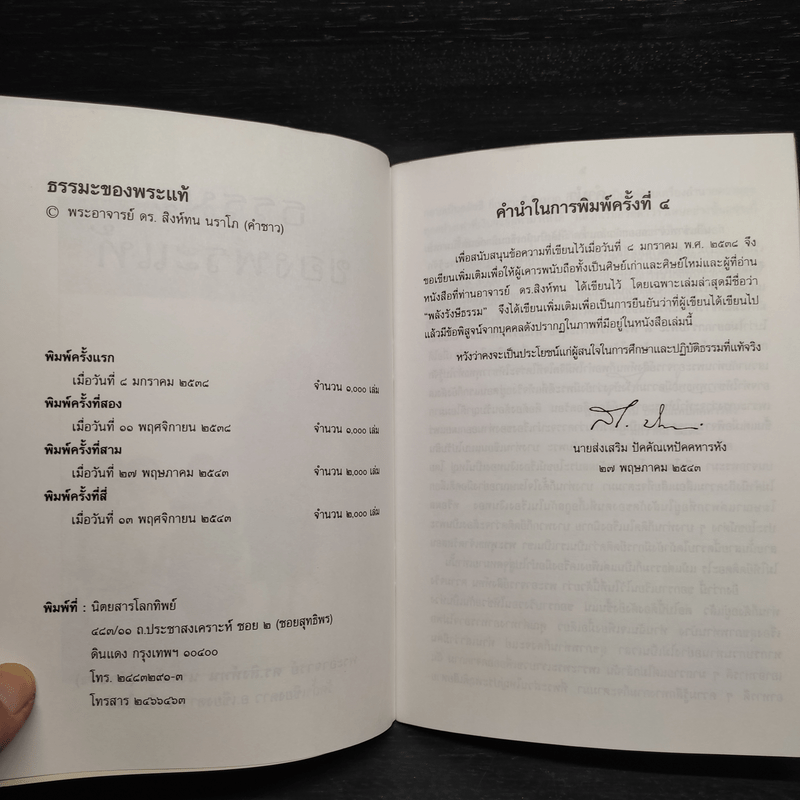 ธรรมะของพระแท้
© พระอาจารย์ ดร. สิงห์ทน นราโภ (คำซาว)
พิมพ์ครั้งแรก
เมื่อวันที่ ๘ มกราคม ๒๕๓๘ จำนวน ๑,๐๐๐ เล่ม
พิมพ์ครั้งที่สอง
เมื่อวันที่ ๑๑ พฤศจิกายน ๒๕๓๘ จำนวน ๑,๐๐๐ เล่ม
พิมพ์ครั้งที่สาม
เมื่อวันที่ ๒๗ พฤษภาคม ๒๕๔๓ จำนวน ๒,๐๐๐ เล่ม
พิมพ์ครั้งที่สี่
เมื่อวันที่ ๑๓ พฤศจิกายน ๒๕๔๓ จำนวน ๒,๐๐๐ เล่ม
พิมพ์ที่ : นิตยสารโลกทิพย์
๔๘๗/๑๑ ถ.ประชาสงเคราะห์ ซอย ๒ (ซอยสุทธิพร)
ดินแดง กรุงเทพฯ ๑๐๔๐๐
โทร. ๒๔๘๓๒๙๑-๓
โทรสาร ๒๔๖๖๔๖๓
คำนำในการพิมพ์ครั้งที่ ๔
เพื่อสนับสนุนข้อความที่เขียนไว้เมื่อวันที่ ๘ มกราคม พ.ศ. ๒๕๓๘ จึง
ขอเขียนเพิ่มเติมเพื่อให้ผู้เคารพนับถือทั้งเป็นศิษย์เก่าและศิษย์ใหม่และผู้ที่อ่าน
หนังสือที่ท่านอาจารย์ ดร.สิงห์ทน ได้เขียนไว้ โดยเฉพาะเล่มล่าสุดมีชื่อว่า
"พลังรังษีธรรม" จึงได้เขียนเพิ่มเติมเพื่อเป็นการยืนยันว่าที่ผู้เขียนได้เขียนไป
แล้วมีข้อพิสูจน์จากบุคคลดังปรากฏในภาพที่มีอยู่ในหนังสือเล่มนี้
หวังว่าคงจะเป็นประโยชน์แก่ผู้สนใจในการศึกษาและปฏิบัติธรรมที่แท้จริง
นายส่งเสริม ปัคคัณเหปัคคหารหัง
๒๗ พฤษภาคม ๒๕๔๓